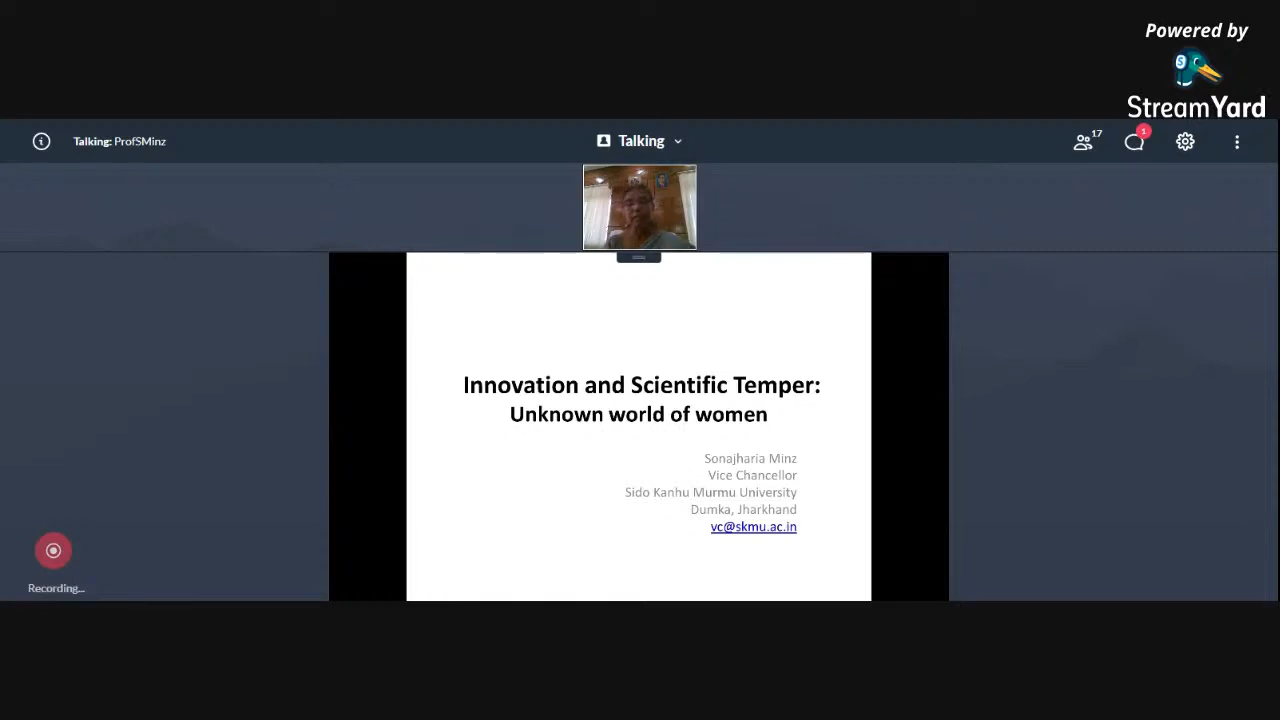 Powered by
StreamYard
Talking: ProfSMinz
Talking
17
1
Innovation and Scientific Temper:
Unknown world of women
Sonajharia Minz
Vice Chancellor
Sido Kanhu Murmu University
Dumka, Jharkhand
vc@skmu.ac.in
Recording...